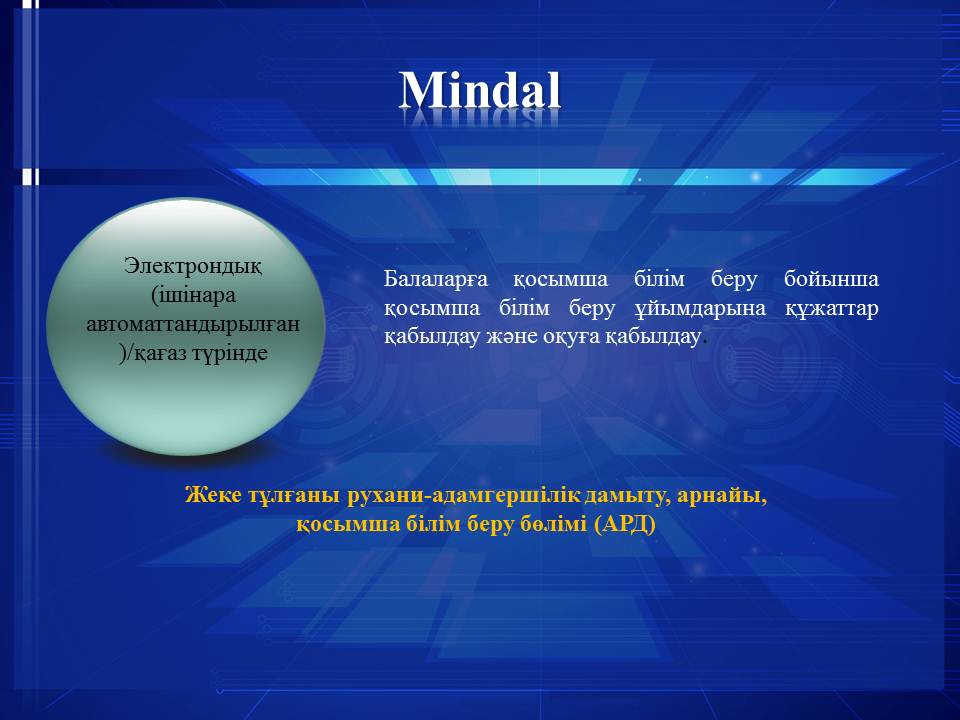 Mindal
Электрондық
(ішінара
автоматтандырылған
)/қағаз түрінде
Балаларға қосымша білім беру бойынша
қосымша білім беру ұйымдарына құжаттар
қабылдау және оқуға қабылдау.
Жеке тұлғаны рухани-адамгершілік дамыту, арнайы,
қосымша білім беру бөлімі (АРД)